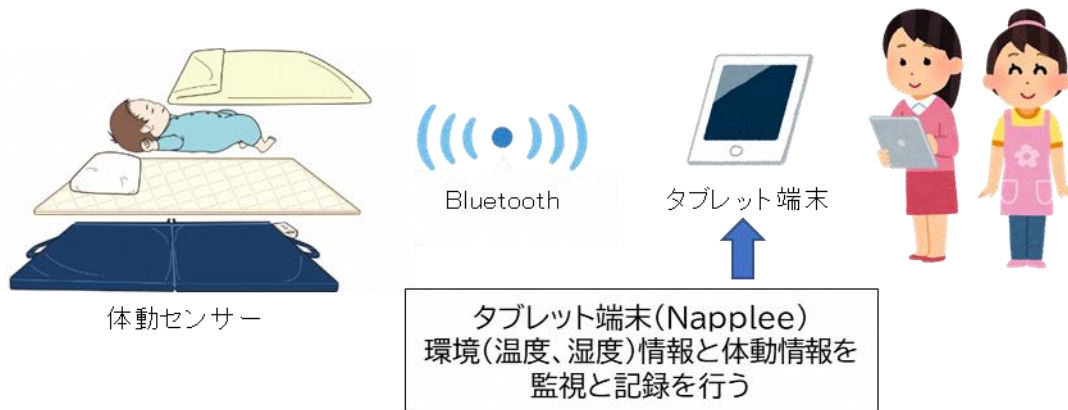 Bluetooth
タブレット端末
体動センサー
タブレット端末(Napplee)
環境(温度、湿度)情報と体動情報を
監視と記録を行う